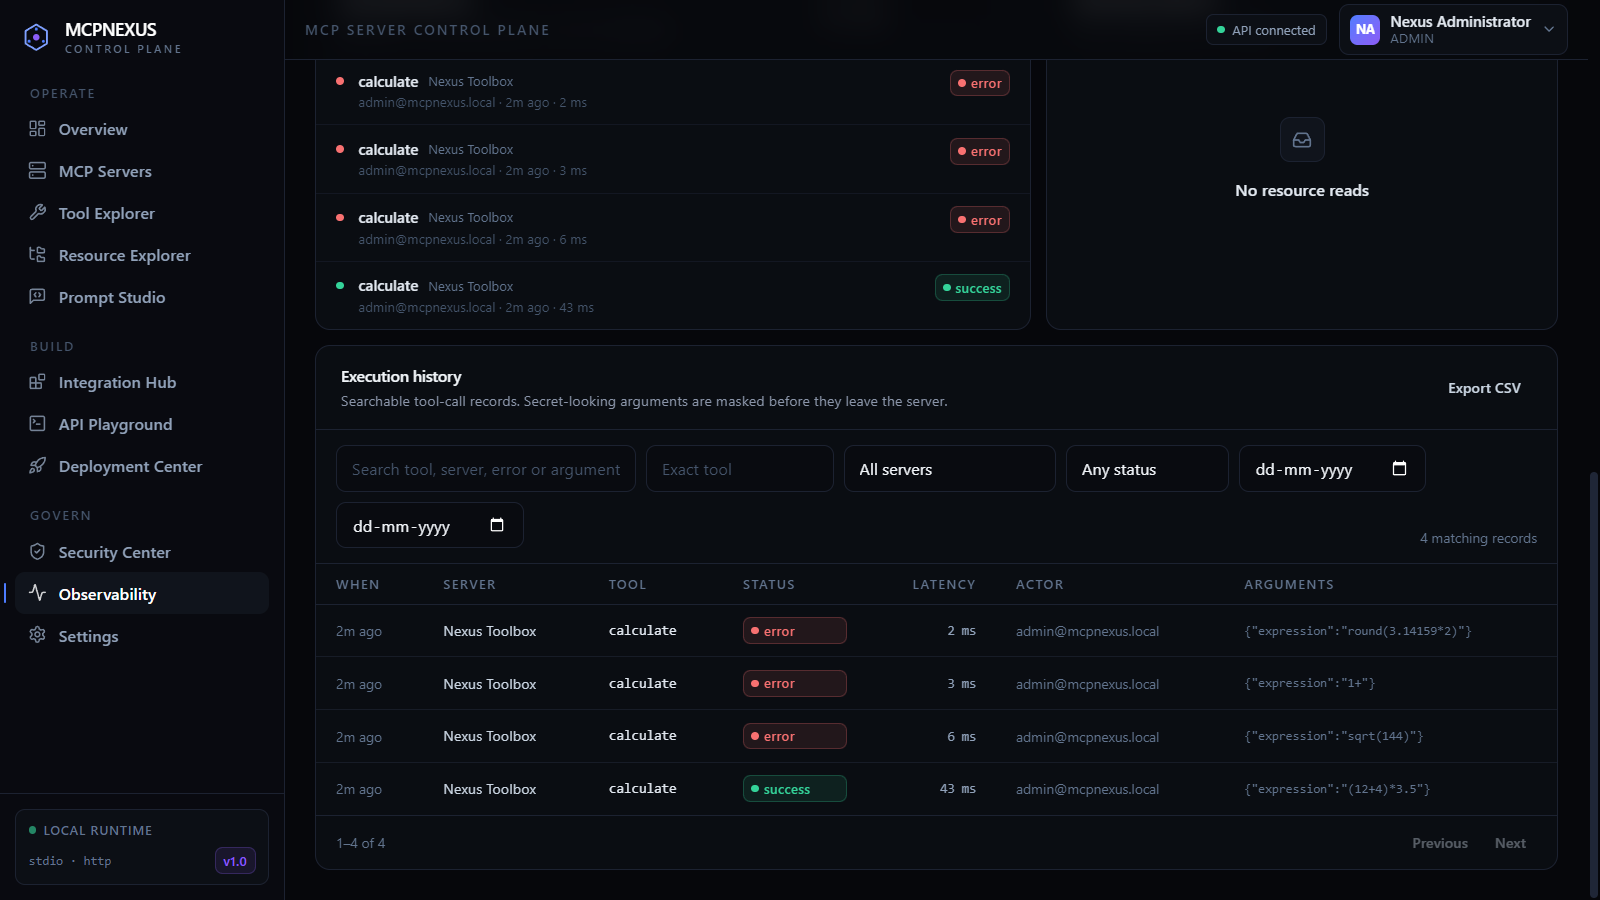 MCPNEXUS
CONTROL PLANE
OPERATE
Overview
MCP Servers
Tool Explorer
Resource Explorer
Prompt Studio
BUILD
Integration Hub
API Playground
Deployment Center
GOVERN
Security Center
Observability
Settings
LOCAL RUNTIME
stdio · http
v1.0
MCP SERVER CONTROL PLANE
API connected
NA
Nexus Administrator
ADMIN
calculate Nexus Toolbox
admin@mcpnexus.local · 2m ago · 2 ms
error
calculate Nexus Toolbox
admin@mcpnexus.local · 2m ago · 3 ms
error
calculate Nexus Toolbox
admin@mcpnexus.local · 2m ago · 6 ms
error
calculate Nexus Toolbox
admin@mcpnexus.local · 2m ago · 43 ms
success
No resource reads
Execution history
Searchable tool-call records. Secret-looking arguments are masked before they leave the server.
Export CSV
Search tool, server, error or argument
Exact tool
All servers
Any status
dd-mm-yyyy
dd-mm-yyyy
4 matching records
WHEN SERVER TOOL STATUS LATENCY ACTOR ARGUMENTS
2m ago Nexus Toolbox calculate error 2 ms admin@mcpnexus.local {"expression":"round(3.14159*2)"}
2m ago Nexus Toolbox calculate error 3 ms admin@mcpnexus.local {"expression":"1+"}
2m ago Nexus Toolbox calculate error 6 ms admin@mcpnexus.local {"expression":"sqrt(144)"}
2m ago Nexus Toolbox calculate success 43 ms admin@mcpnexus.local {"expression":"(12+4)*3.5"}
1–4 of 4
Previous
Next